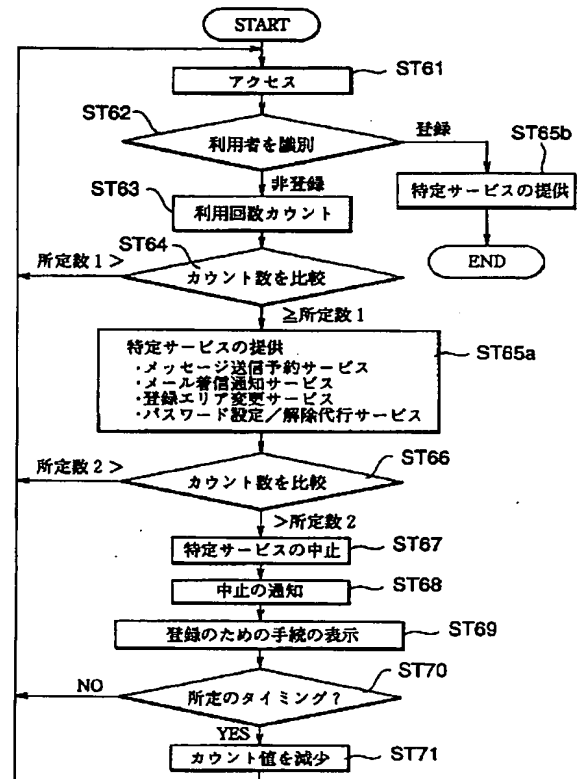 START
アクセス
ST61
ST62
利用者を識別
登録
ST65b
非登録
特定サービスの提供
ST63
利用回数カウント
END
ST64
所定数1 >
カウント数を比較
≧所定数1
特定サービスの提供
・メッセージ送信予約サービス
・メール着信通知サービス
・登録エリア変更サービス
・パスワード設定/解除代行サービス
ST65a
所定数2 >
カウント数を比較
ST66
>所定数2
特定サービスの中止
ST67
中止の通知
ST68
登録のための手続の表示
ST69
NO
所定のタイミング?
ST70
YES
カウント値を減少
ST71